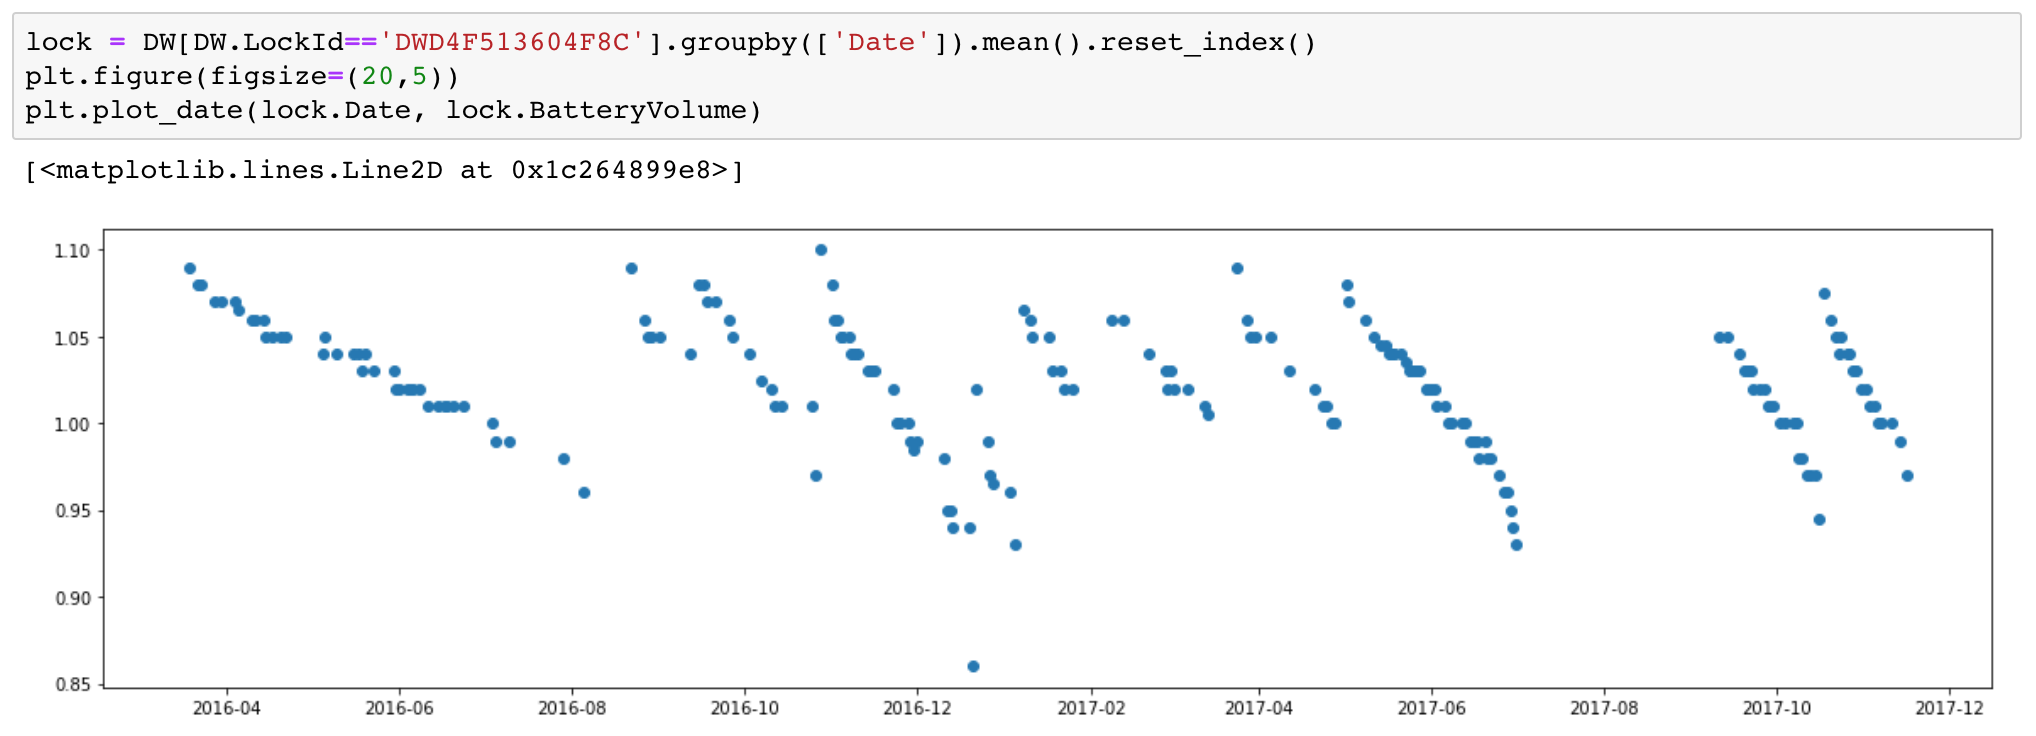 lock = DW[DW.LockId=='DWD4F513604F8C'].groupby(['Date']).mean().reset_index()
plt.figure(figsize=(20,5))
plt.plot_date(lock.Date, lock.BatteryVolume)
[<matplotlib.lines.Line2D at 0x1c264899e8>]
1.10
1.05
1.00
0.95
0.90
0.85
2016-04 2016-06 2016-08 2016-10 2016-12 2017-02 2017-04 2017-06 2017-08 2017-10 2017-12